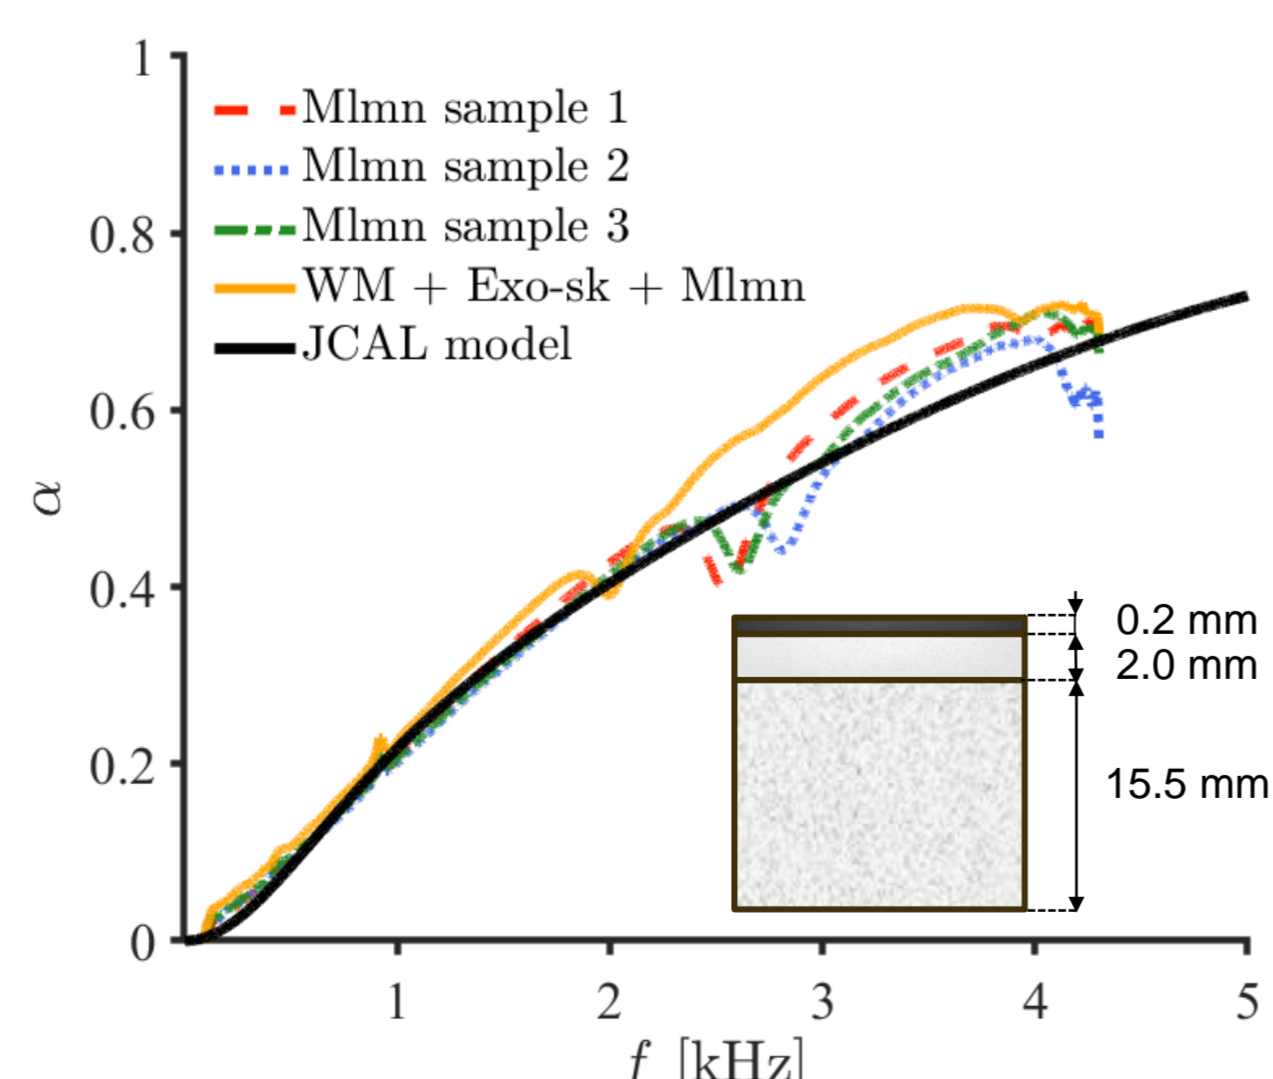 1
0.8
0.6
0.4
0.2
0
α
Mlmn sample 1
Mlmn sample 2
Mlmn sample 3
WM + Exo-sk + Mlmn
JCAL model
0.2 mm
2.0 mm
15.5 mm
1 2 3 4 5
f [kHz]